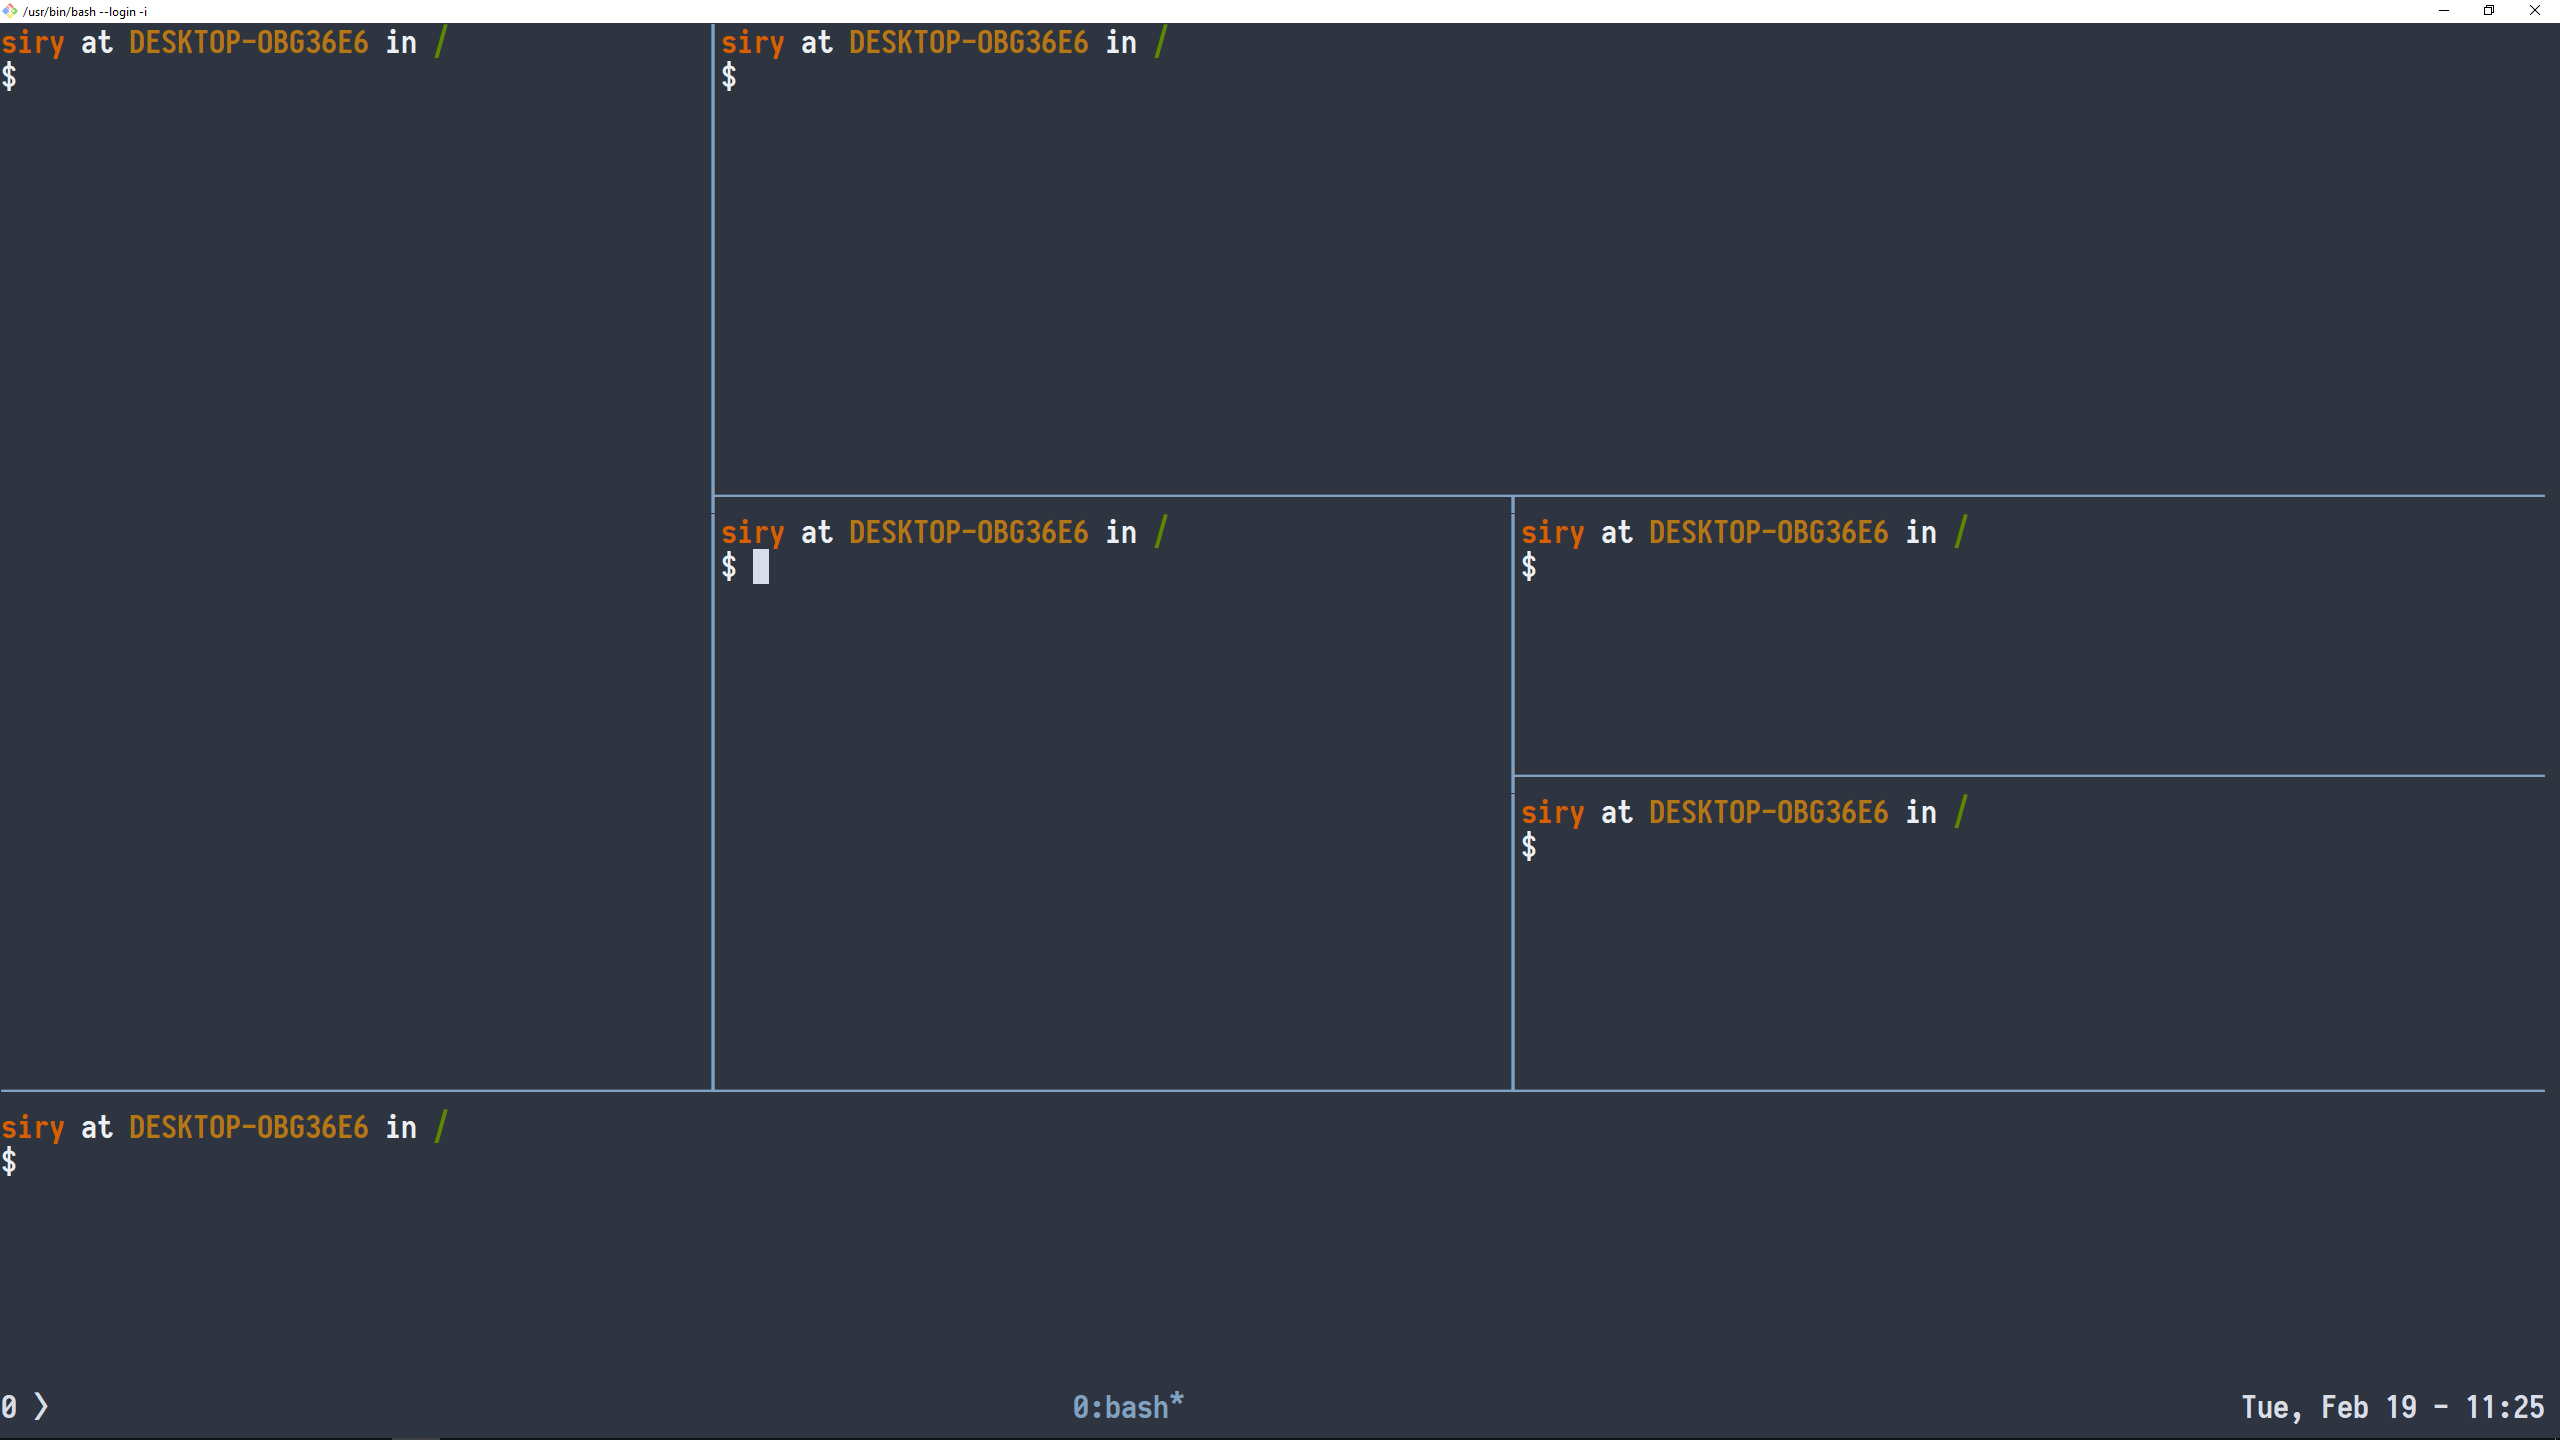 /usr/bin/bash --login -i
siry at DESKTOP-OBG36E6 in /
$
siry at DESKTOP-OBG36E6 in /
$
siry at DESKTOP-OBG36E6 in /
$
siry at DESKTOP-OBG36E6 in /
$
siry at DESKTOP-OBG36E6 in /
$
siry at DESKTOP-OBG36E6 in /
$
0 ❯ 0:bash* Tue, Feb 19 - 11:25